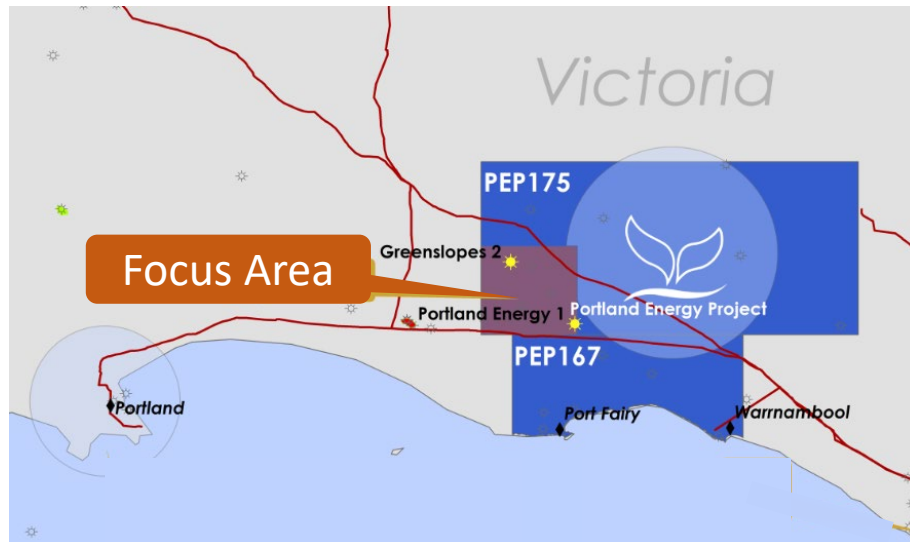 Victoria
PEP175
Greenslopes 2
Focus Area
Portland Energy 1
Portland Energy Project
PEP167
Portland
Port Fairy
Warrnambool